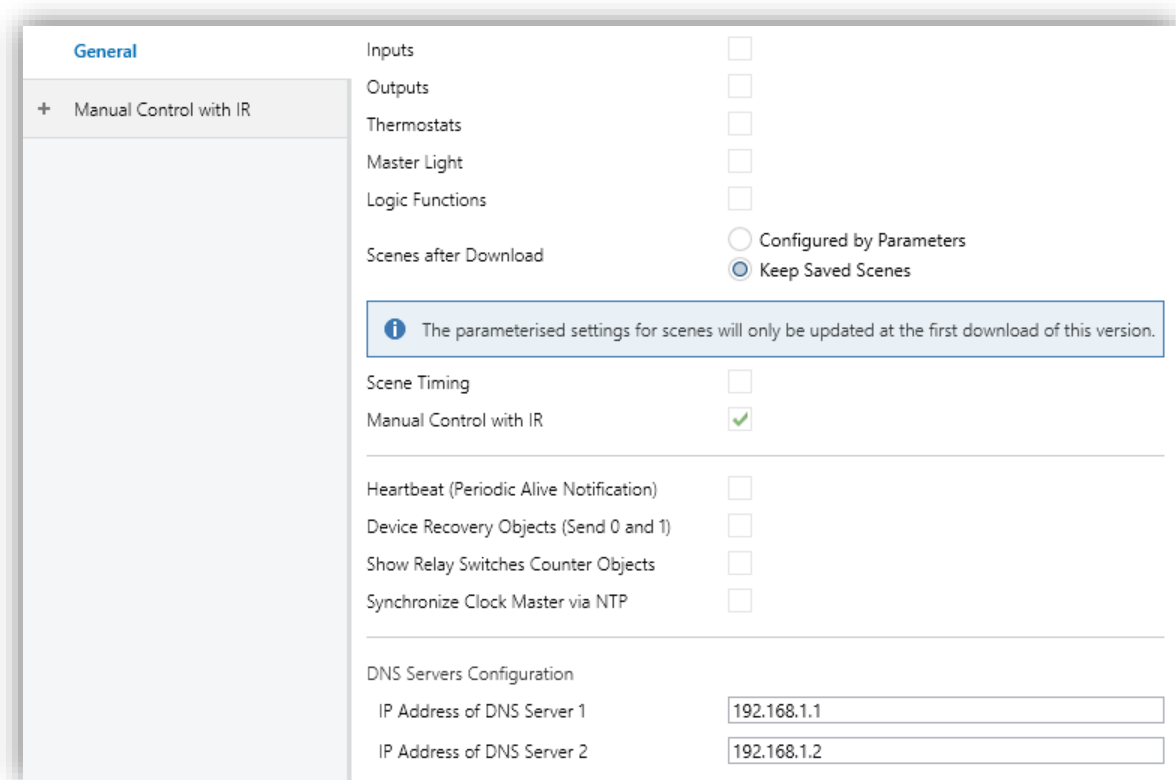 General
+ Manual Control with IR
Inputs
Outputs
Thermostats
Master Light
Logic Functions
Scenes after Download
Configured by Parameters
Keep Saved Scenes
The parameterised settings for scenes will only be updated at the first download of this version.
Scene Timing
Manual Control with IR
Heartbeat (Periodic Alive Notification)
Device Recovery Objects (Send 0 and 1)
Show Relay Switches Counter Objects
Synchronize Clock Master via NTP
DNS Servers Configuration
IP Address of DNS Server 1 192.168.1.1
IP Address of DNS Server 2 192.168.1.2